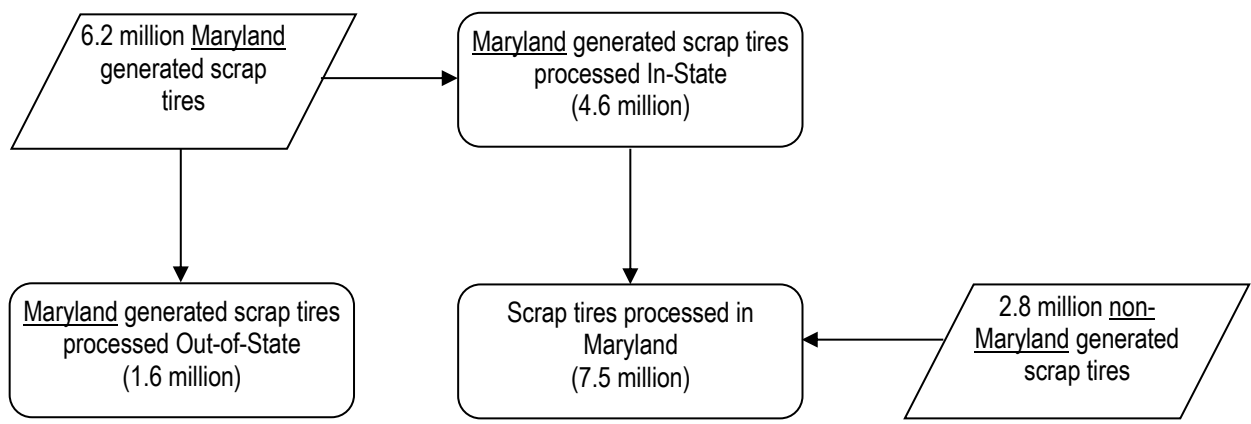 6.2 million Maryland
generated scrap
tires
Maryland generated scrap tires
processed In-State
(4.6 million)
Maryland generated scrap tires
processed Out-of-State
(1.6 million)
Scrap tires processed in
Maryland
(7.5 million)
2.8 million non-
Maryland generated
scrap tires